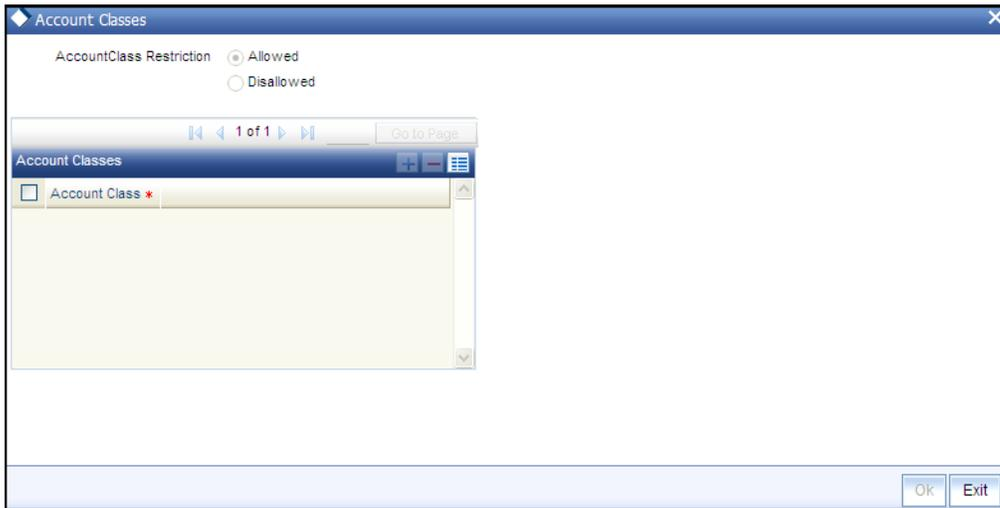 Account Classes
AccountClass Restriction Allowed
Disallowed
1 of 1 Go to Page
Account Classes
Account Class *
Ok Exit